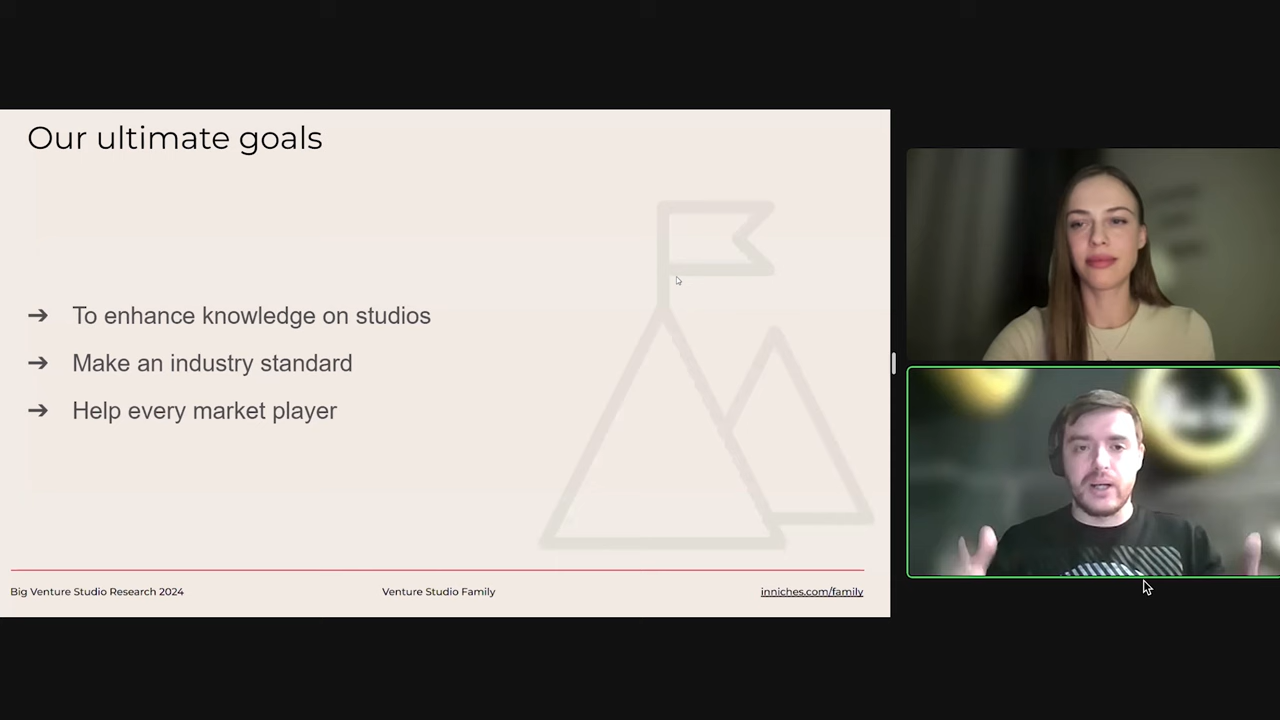 Our ultimate goals
➔ To enhance knowledge on studios
➔ Make an industry standard
➔ Help every market player
Big Venture Studio Research 2024
Venture Studio Family
inniches.com/family